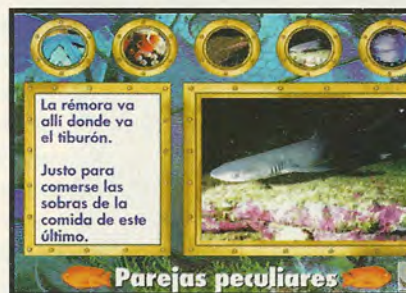 La rémora va
allí donde va
el tiburón.
Justo para
comerse las
sobras de la
comida de este
último.
Parejas peculiares